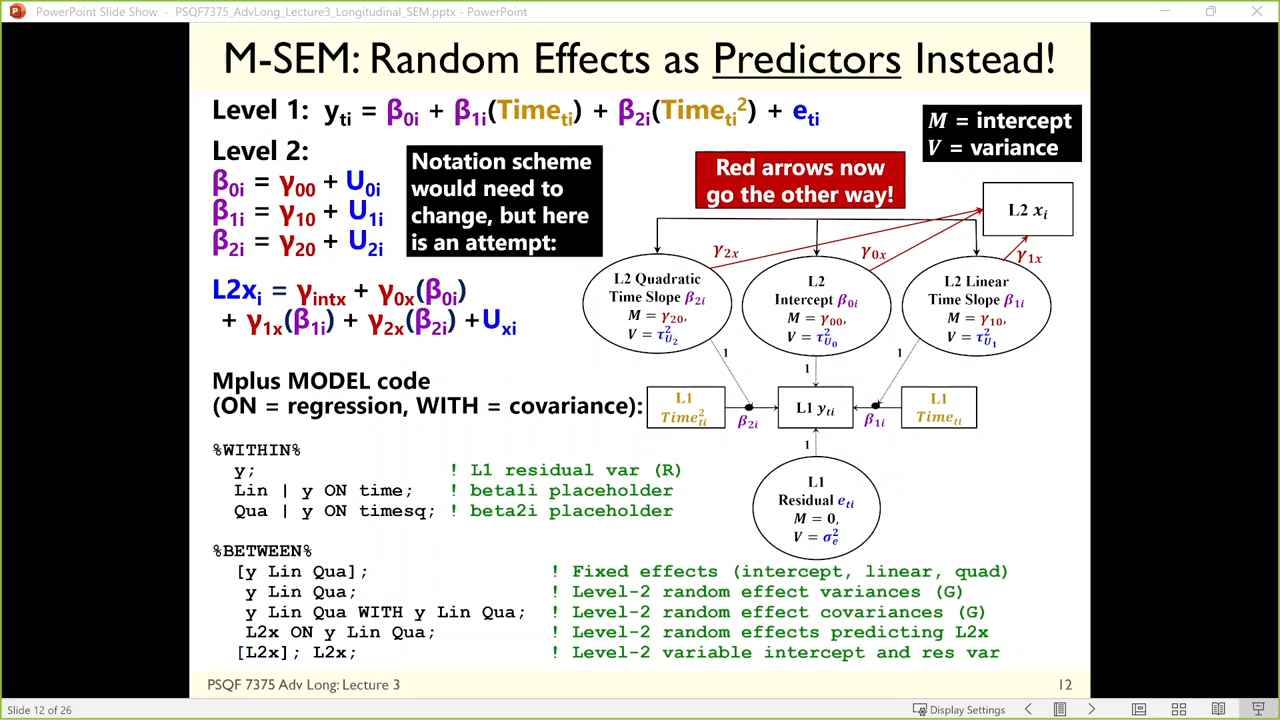 PowerPoint Slide Show - PSQF7375_AdvLong_Lecture3_Longitudinal_SEM.pptx - PowerPoint
M-SEM: Random Effects as Predictors Instead!
Level 1: yti = β0i + β1i(Timeti) + β2i(Timeti²) + eti
M = intercept
V = variance
Level 2:
β0i = γ00 + U0i
β1i = γ10 + U1i
β2i = γ20 + U2i
Notation scheme
would need to
change, but here
is an attempt:
Red arrows now
go the other way!
L2 xi
γ2x
γ0x
γ1x
L2xi = γintx + γ0x(β0i)
+ γ1x(β1i) + γ2x(β2i) +Uxi
L2 Quadratic
Time Slope β2i
M = γ20,
V = τ²U2
L2
Intercept β0i
M = γ00,
V = τ²U0
L2 Linear
Time Slope β1i
M = γ10,
V = τ²U1
1
1
1
Mplus MODEL code
(ON = regression, WITH = covariance):
L1
Time²ti
β2i
L1 yti
β1i
L1
Timeti
1
L1
Residual eti
M = 0,
V = σ²e
%WITHIN%
y; ! L1 residual var (R)
Lin | y ON time; ! beta1i placeholder
Qua | y ON timesq; ! beta2i placeholder
%BETWEEN%
[y Lin Qua]; ! Fixed effects (intercept, linear, quad)
y Lin Qua; ! Level-2 random effect variances (G)
y Lin Qua WITH y Lin Qua; ! Level-2 random effect covariances (G)
L2x ON y Lin Qua; ! Level-2 random effects predicting L2x
[L2x]; L2x; ! Level-2 variable intercept and res var
PSQF 7375 Adv Long: Lecture 3
12
Slide 12 of 26
Display Settings